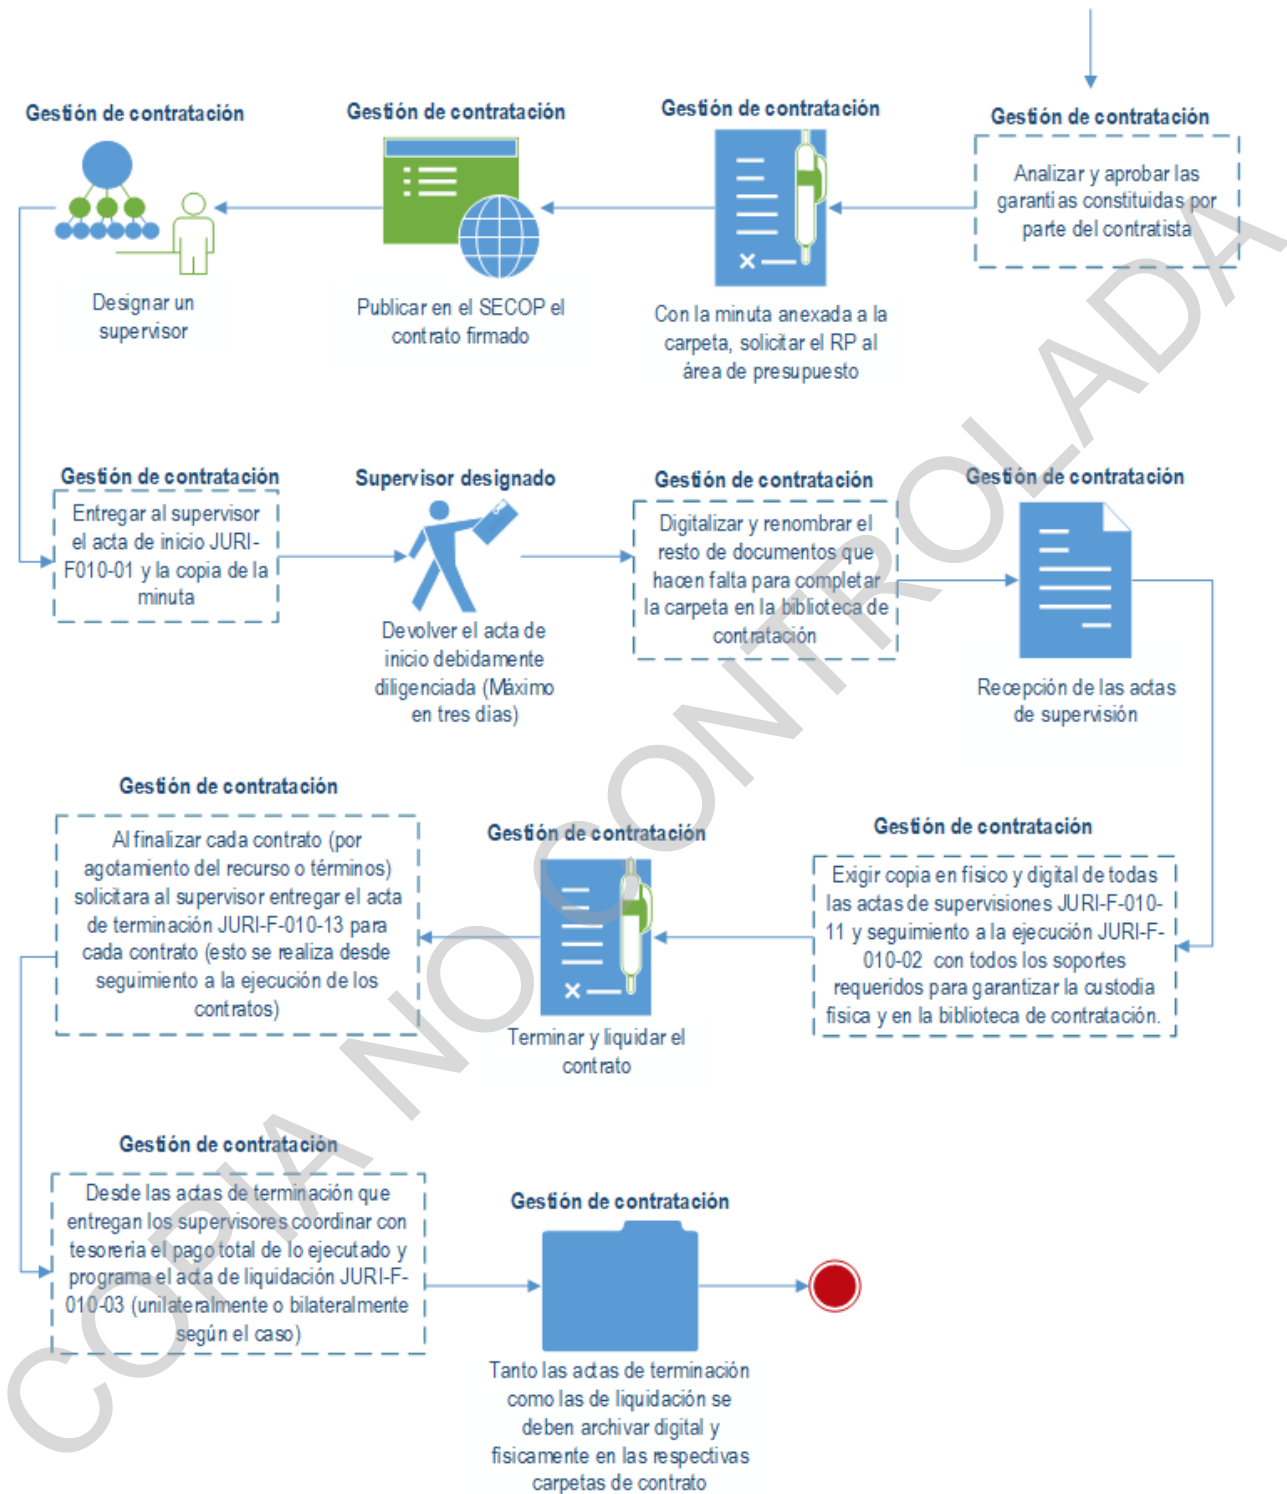 Gestión de contratación
Analizar y aprobar las
garantías constituidas por
parte del contratista
Gestión de contratación
Con la minuta anexada a la
carpeta, solicitar el RP al
área de presupuesto
Gestión de contratación
Publicar en el SECOP el
contrato firmado
Gestión de contratación
Designar un
supervisor
Gestión de contratación
Entregar al supervisor
el acta de inicio JURI-
F010-01 y la copia de la
minuta
Supervisor designado
Devolver el acta de
inicio debidamente
diligenciada (Máximo
en tres días)
Gestión de contratación
Digitalizar y renombrar el
resto de documentos que
hacen falta para completar
la carpeta en la biblioteca de
contratación
Gestión de contratación
Recepción de las actas
de supervisión
Gestión de contratación
Exigir copia en físico y digital de todas
las actas de supervisiones JURI-F-010-
11 y seguimiento a la ejecución JURI-F-
010-02 con todos los soportes
requeridos para garantizar la custodia
física y en la biblioteca de contratación.
Gestión de contratación
Terminar y liquidar el
contrato
Gestión de contratación
Al finalizar cada contrato (por
agotamiento del recurso o términos)
solicitara al supervisor entregar el acta
de terminación JURI-F-010-13 para
cada contrato (esto se realiza desde
seguimiento a la ejecución de los
contratos)
Gestión de contratación
Desde las actas de terminación que
entregan los supervisores coordinar con
tesorería el pago total de lo ejecutado y
programa el acta de liquidación JURI-F-
010-03 (unilateralmente o bilateralmente
según el caso)
Gestión de contratación
Tanto las actas de terminación
como las de liquidación se
deben archivar digital y
físicamente en las respectivas
carpetas de contrato
COPIA NO CONTROLADA